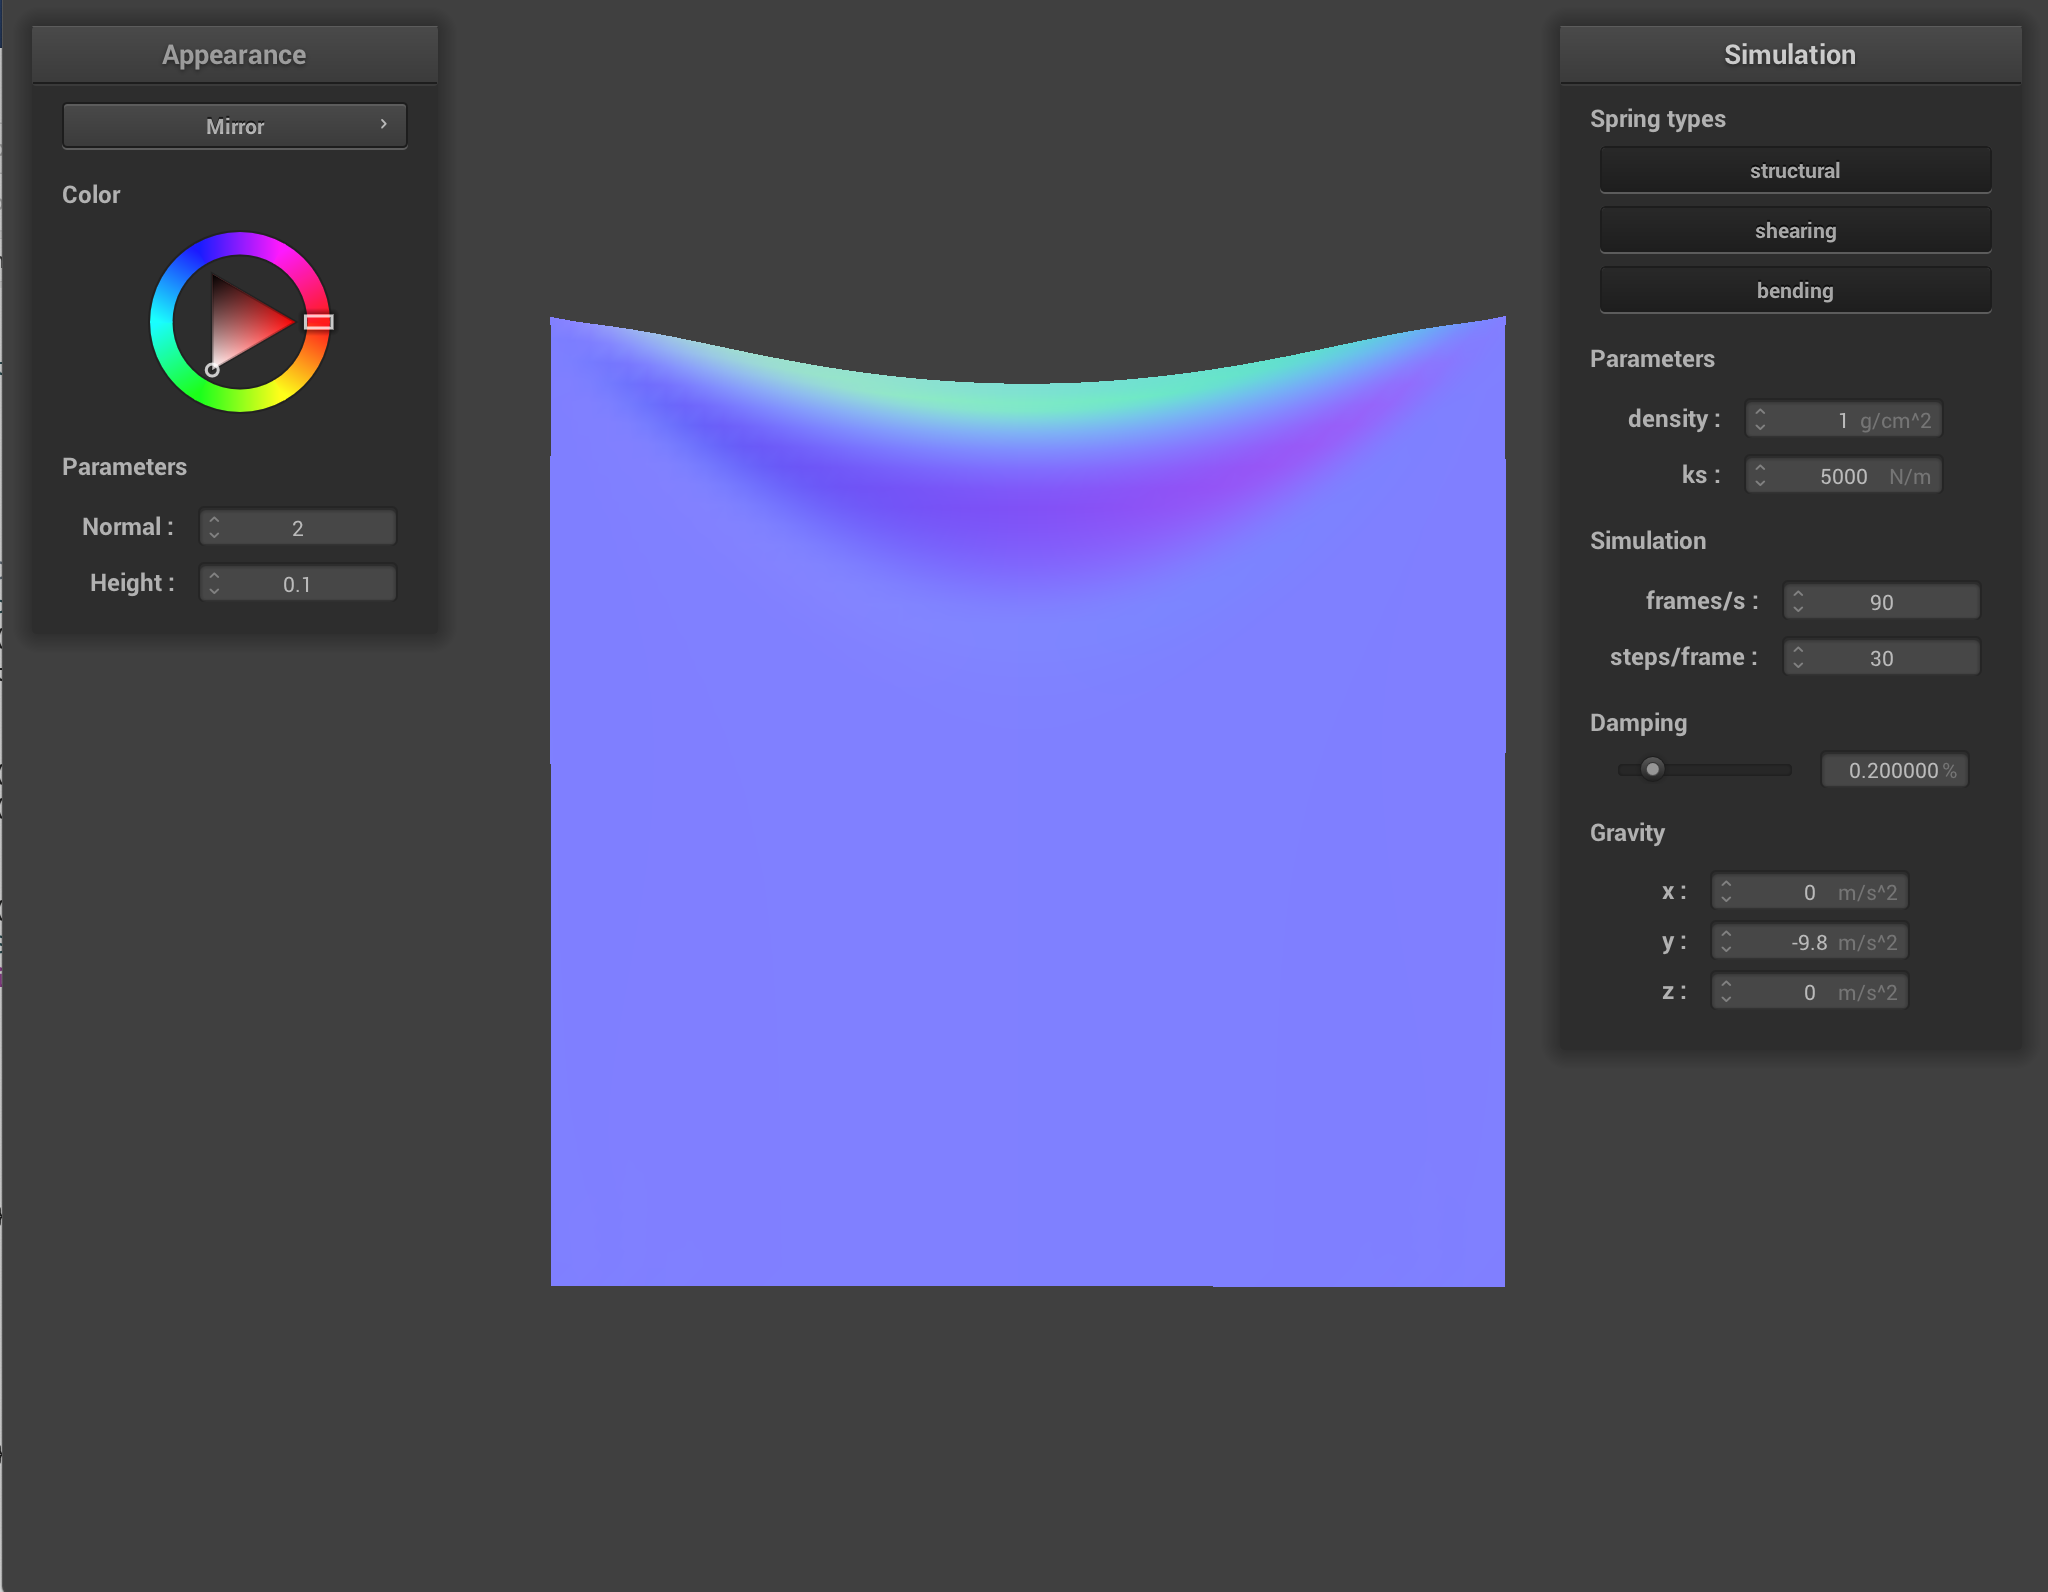 Appearance
Mirror
Color
Parameters
Normal : 2
Height : 0.1
Simulation
Spring types
structural
shearing
bending
Parameters
density : 1 g/cm^2
ks : 5000 N/m
Simulation
frames/s : 90
steps/frame : 30
Damping
0.200000 %
Gravity
x : 0 m/s^2
y : -9.8 m/s^2
z : 0 m/s^2